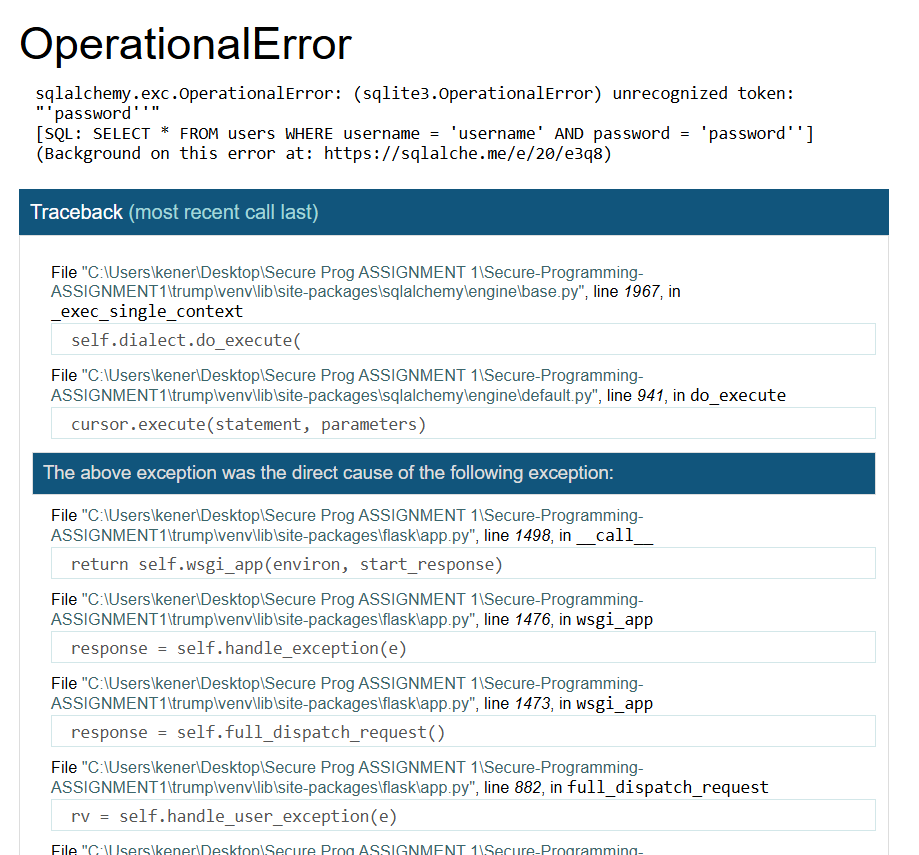 OperationalError
sqlalchemy.exc.OperationalError: (sqlite3.OperationalError) unrecognized token:
"'password''"
[SQL: SELECT * FROM users WHERE username = 'username' AND password = 'password'']
(Background on this error at: https://sqlalche.me/e/20/e3q8)
Traceback (most recent call last)
File "C:\Users\kener\Desktop\Secure Prog ASSIGNMENT 1\Secure-Programming-
ASSIGNMENT1\trump\venv\lib\site-packages\sqlalchemy\engine\base.py", line 1967, in
_exec_single_context
self.dialect.do_execute(
File "C:\Users\kener\Desktop\Secure Prog ASSIGNMENT 1\Secure-Programming-
ASSIGNMENT1\trump\venv\lib\site-packages\sqlalchemy\engine\default.py", line 941, in do_execute
cursor.execute(statement, parameters)
The above exception was the direct cause of the following exception:
File "C:\Users\kener\Desktop\Secure Prog ASSIGNMENT 1\Secure-Programming-
ASSIGNMENT1\trump\venv\lib\site-packages\flask\app.py", line 1498, in __call__
return self.wsgi_app(environ, start_response)
File "C:\Users\kener\Desktop\Secure Prog ASSIGNMENT 1\Secure-Programming-
ASSIGNMENT1\trump\venv\lib\site-packages\flask\app.py", line 1476, in wsgi_app
response = self.handle_exception(e)
File "C:\Users\kener\Desktop\Secure Prog ASSIGNMENT 1\Secure-Programming-
ASSIGNMENT1\trump\venv\lib\site-packages\flask\app.py", line 1473, in wsgi_app
response = self.full_dispatch_request()
File "C:\Users\kener\Desktop\Secure Prog ASSIGNMENT 1\Secure-Programming-
ASSIGNMENT1\trump\venv\lib\site-packages\flask\app.py", line 882, in full_dispatch_request
rv = self.handle_user_exception(e)
File "C:\Users\kener\Desktop\Secure Prog ASSIGNMENT 1\Secure-Programming-